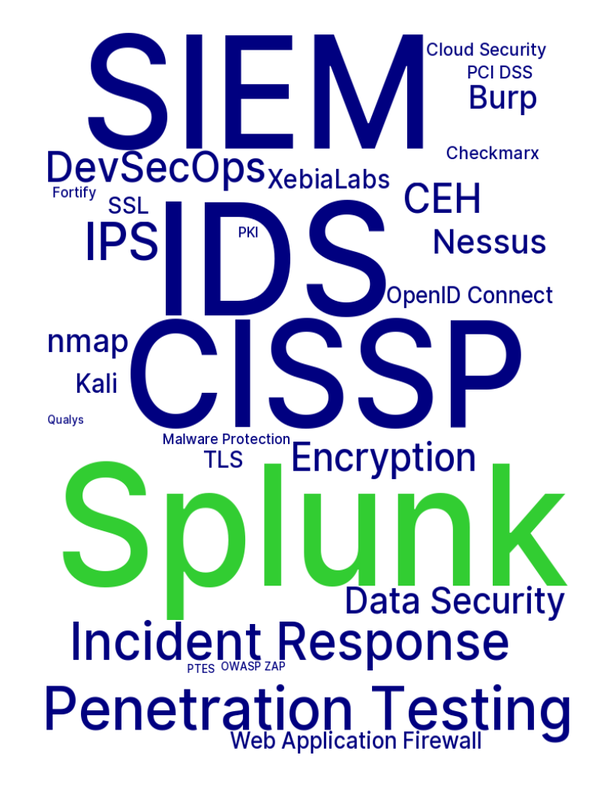 SIEM
Cloud Security
PCI DSS
Burp
Checkmarx
DevSecOps
XebiaLabs
Fortify
SSL
CEH
IPS
IDS
PKI
Nessus
OpenID Connect
nmap
CISSP
Kali
Qualys
Malware Protection
TLS
Encryption
Splunk
Data Security
Incident Response
PTES
OWASP ZAP
Penetration Testing
Web Application Firewall